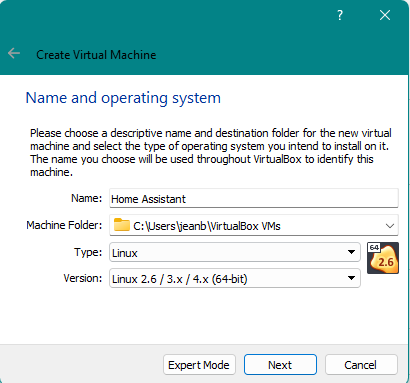 ?
Create Virtual Machine
Name and operating system
Please choose a descriptive name and destination folder for the new virtual
machine and select the type of operating system you intend to install on it.
The name you choose will be used throughout VirtualBox to identify this
machine.
Name: Home Assistant
Machine Folder: C:\Users\jeanb\VirtualBox VMs
Type: Linux
64
2.6
Version: Linux 2.6 / 3.x / 4.x (64-bit)
Expert Mode Next Cancel